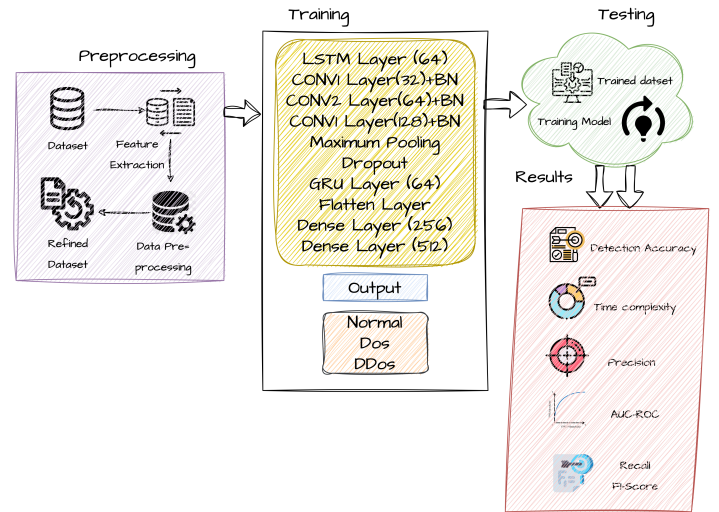 Preprocessing
Dataset
Feature
Extraction
Refined
Dataset
Data Pre-
processing
Training
LSTM Layer (64)
CONV1 Layer(32)+BN
CONV2 Layer(64)+BN
CONV1 Layer(128)+BN
Maximum Pooling
Dropout
GRU Layer (64)
Flatten Layer
Dense Layer (256)
Dense Layer (512)
Output
Normal
Dos
DDos
Testing
Trained datset
Training Model
Results
Detection Accuracy
Time complexity
Precision
AUC-ROC
Recall
F1-Score